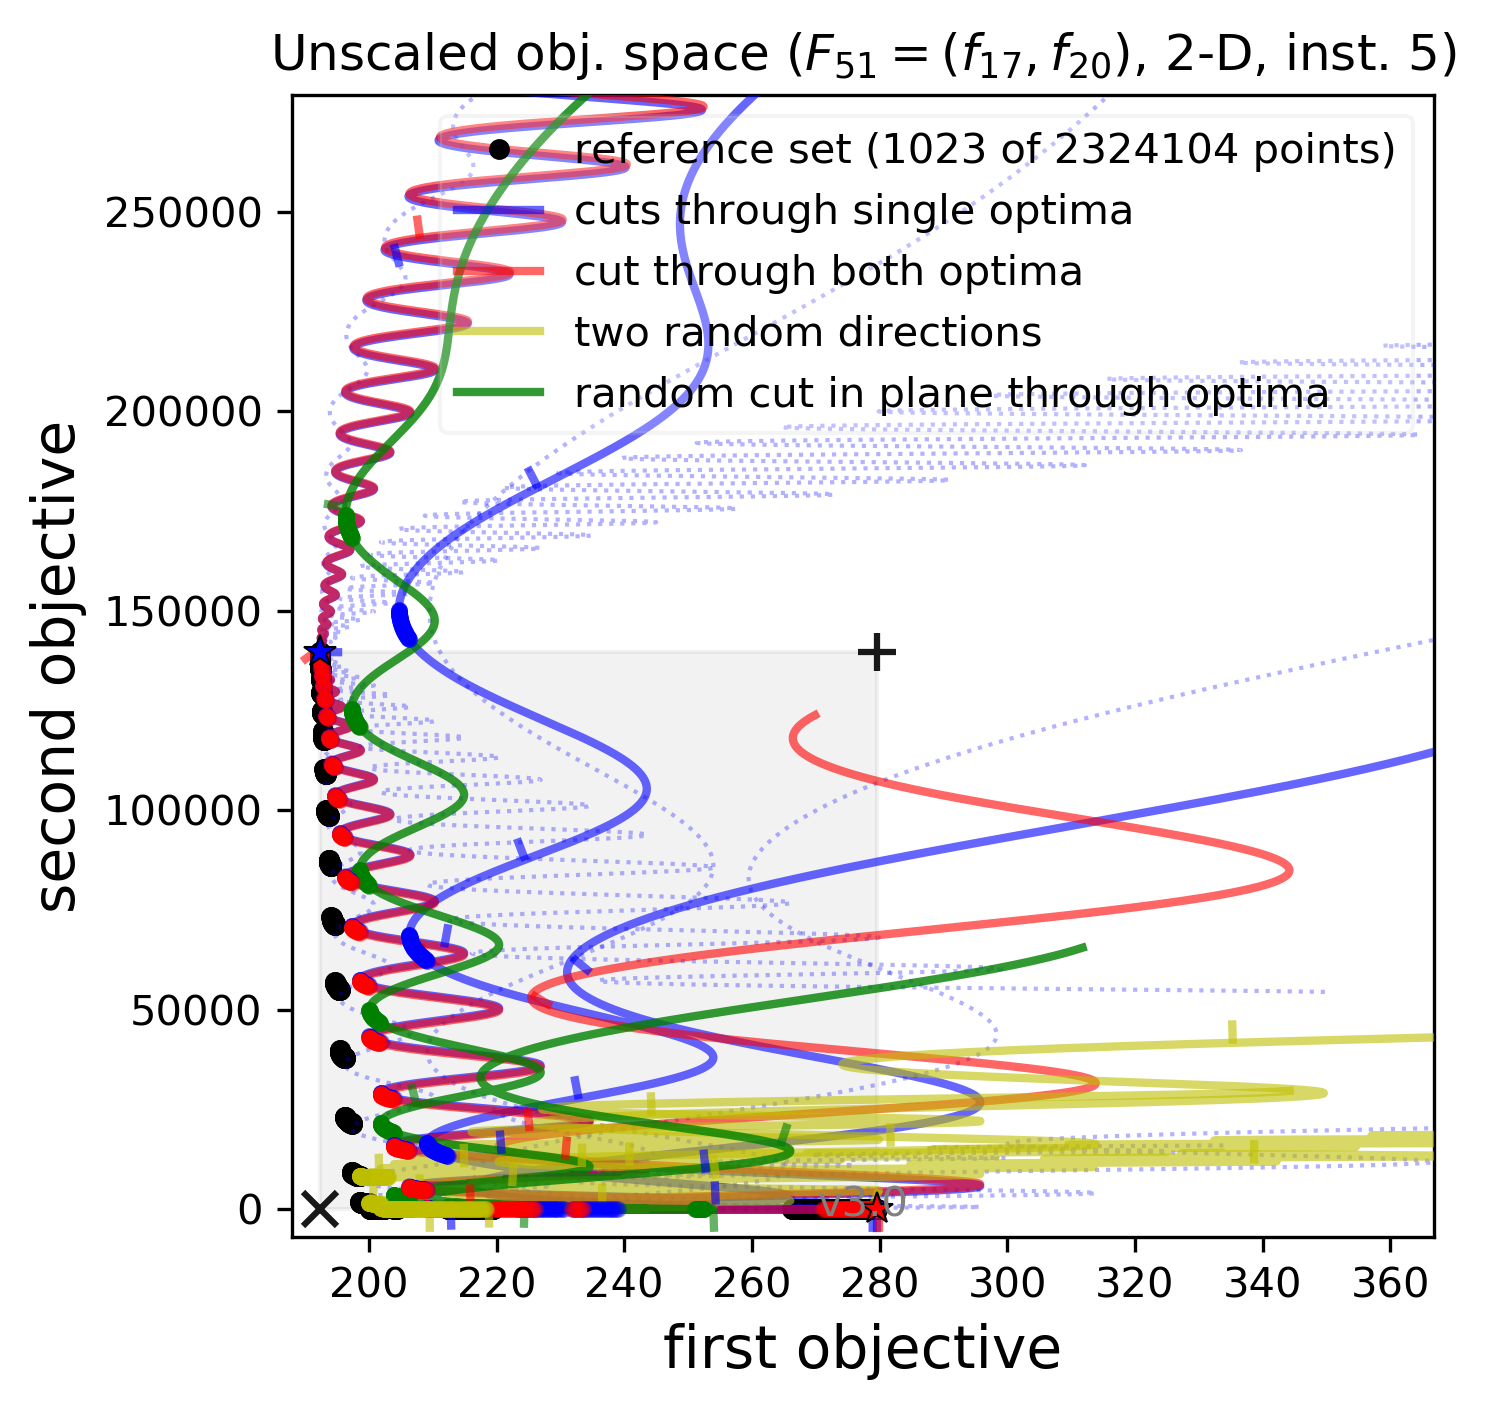 Unscaled obj. space (F51 = (f17, f20), 2-D, inst. 5)
reference set (1023 of 2324104 points)
cuts through single optima
cut through both optima
two random directions
random cut in plane through optima
second objective
250000
200000
150000
100000
50000
0
v3.0
200 220 240 260 280 300 320 340 360
first objective